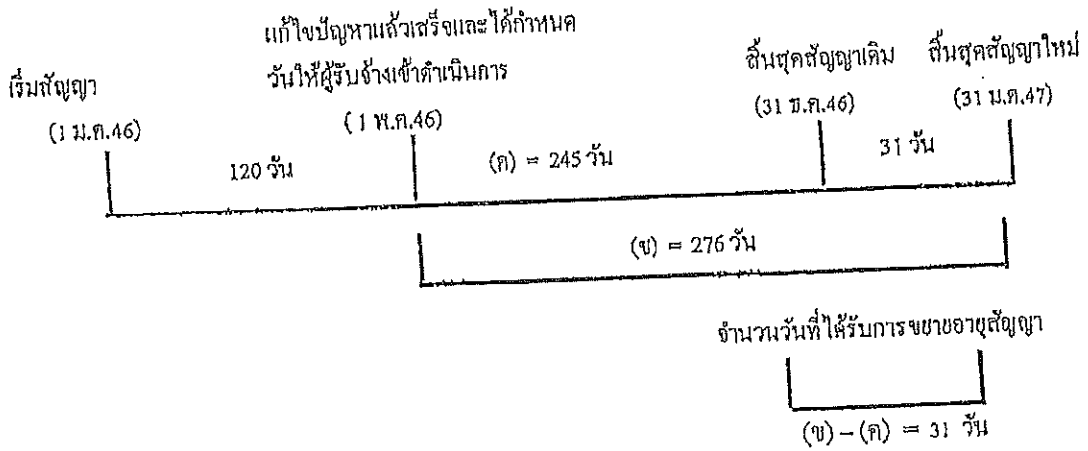 แก้ไขปัญหาแล้วเสร็จและได้กำหนด
วันให้ผู้รับจ้างเข้าดำเนินการ
เริ่มสัญญา
สิ้นสุดสัญญาเดิม
สิ้นสุดสัญญาใหม่
(1 ม.ค.46)
(1 พ.ค.46)
(31 ธ.ค.46)
(31 ม.ค.47)
120 วัน
(ค) = 245 วัน
31 วัน
(ข) = 276 วัน
จำนวนวันที่ได้รับการขยายอายุสัญญา
(ข) – (ค) = 31 วัน